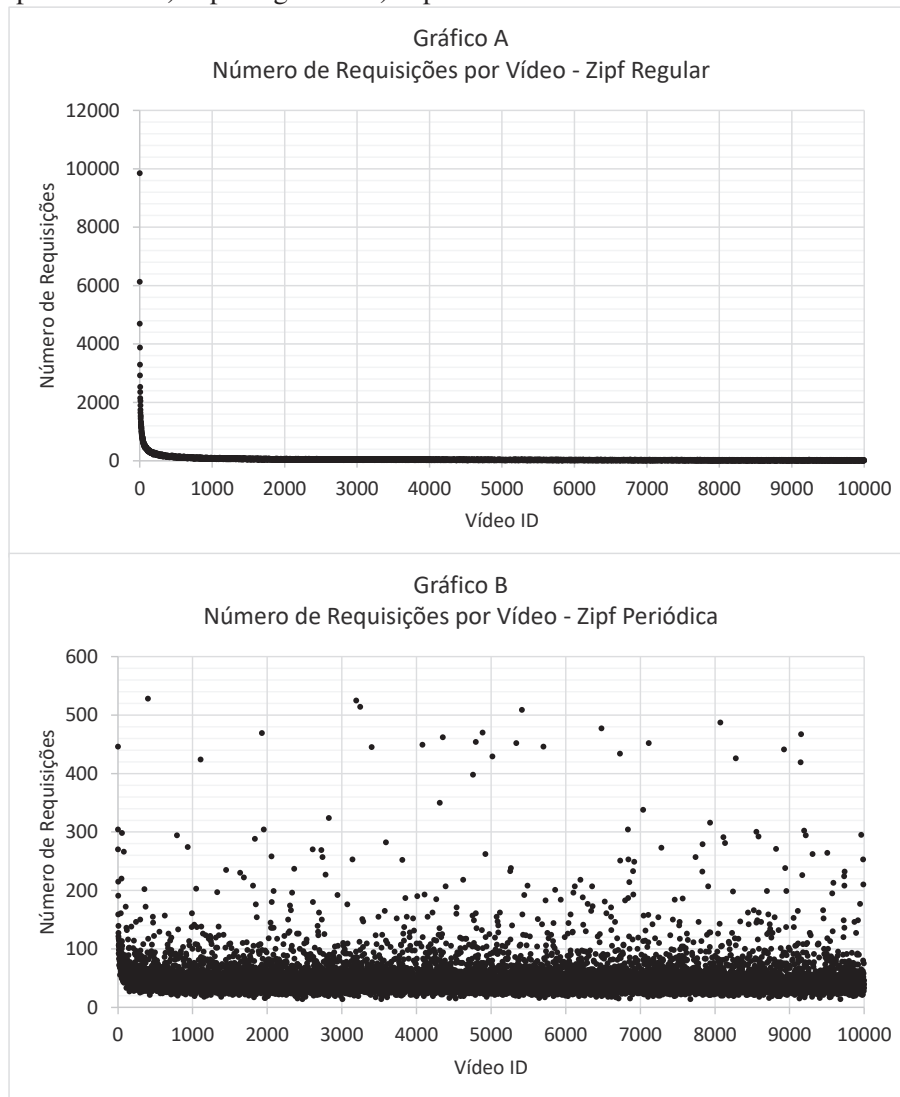 Gráfico A
Número de Requisições por Vídeo - Zipf Regular
12000
10000
8000
6000
4000
2000
0
Número de Requisições
0 1000 2000 3000 4000 5000 6000 7000 8000 9000 10000
Vídeo ID
Gráfico B
Número de Requisições por Vídeo - Zipf Periódica
600
500
400
300
200
100
0
Número de Requisições
0 1000 2000 3000 4000 5000 6000 7000 8000 9000 10000
Vídeo ID